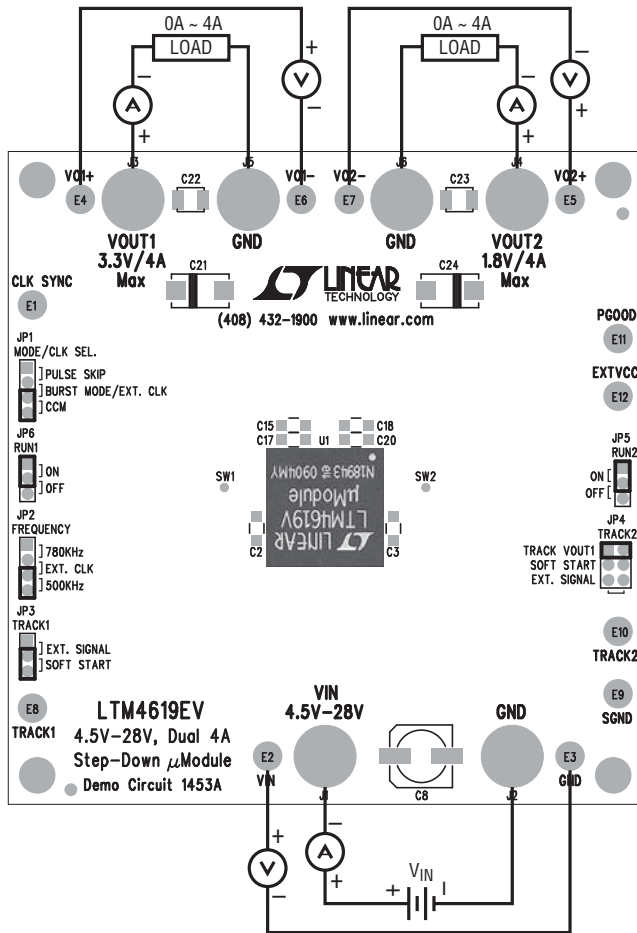 0A ~ 4A
LOAD
0A ~ 4A
LOAD
+
V
−
−
A
+
−
V
+
−
A
+
J3
J5
J6
J4
VO1+
C22
VO1-
VO2-
C23
VO2+
E4
E6
E7
E5
VOUT1
3.3V/4A
Max
GND
GND
VOUT2
1.8V/4A
Max
C21
C24
LT LINEAR
TECHNOLOGY
(408) 432-1900 www.linear.com
CLK SYNC
E1
JP1
MODE/CLK SEL.
PULSE SKIP
BURST MODE/EXT. CLK
CCM
JP6
RUN1
ON
OFF
JP2
FREQUENCY
780KHz
EXT. CLK
500KHz
JP3
TRACK1
EXT. SIGNAL
SOFT START
E8
TRACK1
C15
C17
U1
C18
C20
SW1
SW2
LT LINEAR
LTM4619V
µModule
C2
C3
PGOOD
E11
EXTVCC
E12
JP5
RUN2
ON
OFF
JP4
TRACK2
TRACK VOUT1
SOFT START
EXT. SIGNAL
E10
TRACK2
E9
SGND
LTM4619EV
4.5V-28V, Dual 4A
Step-Down µModule
Demo Circuit 1453A
VIN
4.5V-28V
GND
E2
VIN
J1
C8
J2
E3
GND
+
V
−
−
A
+
VIN
+
I